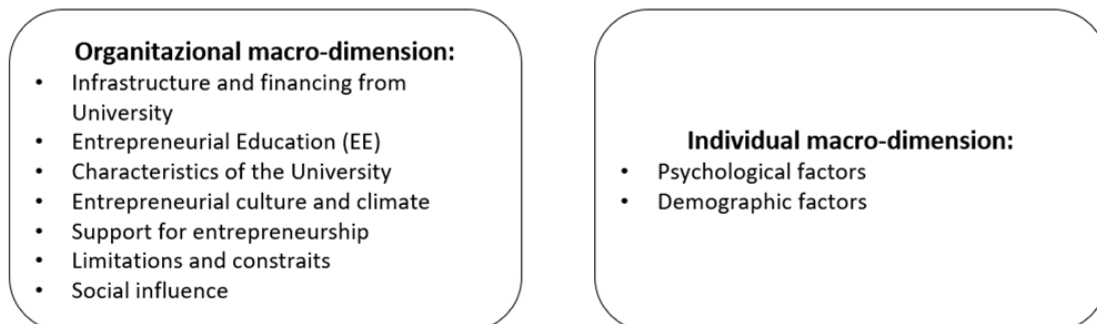 Organitazional macro-dimension:
• Infrastructure and financing from
University
• Entrepreneurial Education (EE)
• Characteristics of the University
• Entrepreneurial culture and climate
• Support for entrepreneurship
• Limitations and constraits
• Social influence
Individual macro-dimension:
• Psychological factors
• Demographic factors